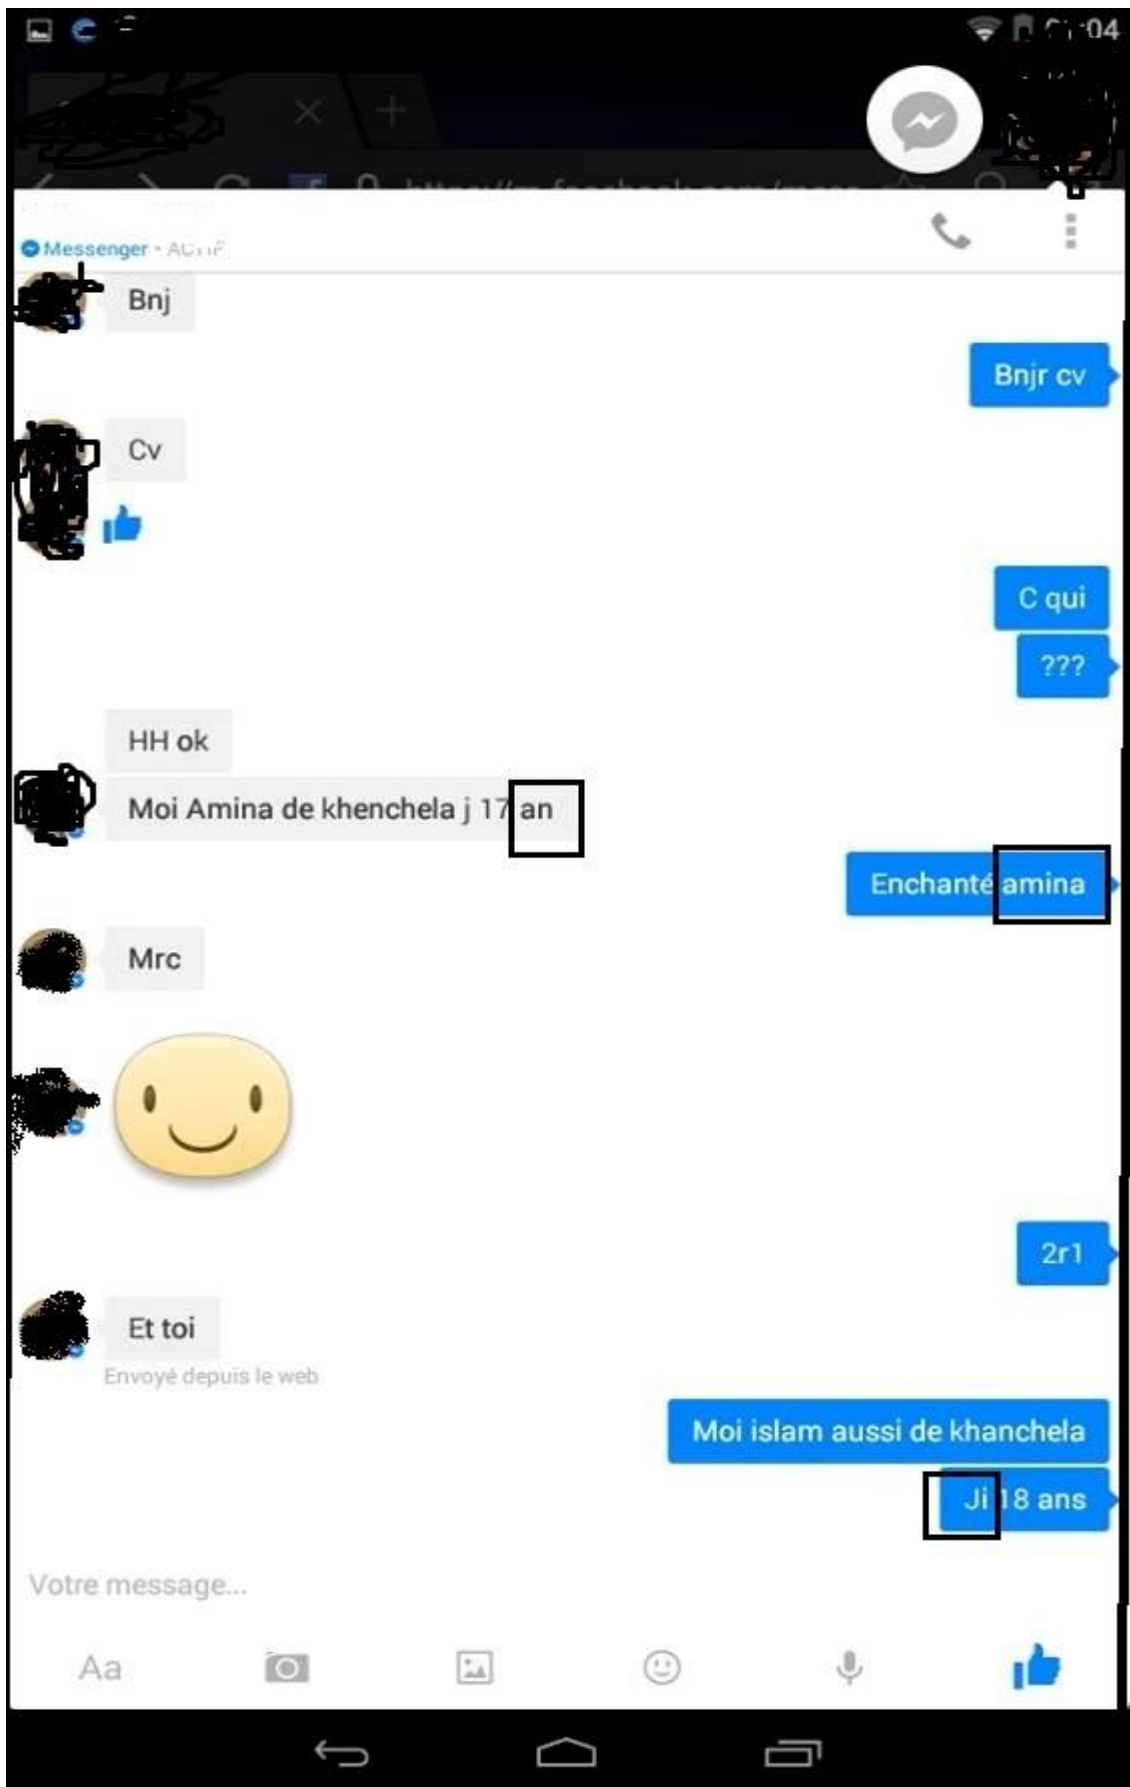 :04
Messenger
Bnj
Bnjr cv
Cv
C qui
???
HH ok
Moi Amina de khenchela j 17 an
Enchanté amina
Mrc
2r1
Et toi
Envoyé depuis le web
Moi islam aussi de khanchela
Ji 18 ans
Votre message...
Aa